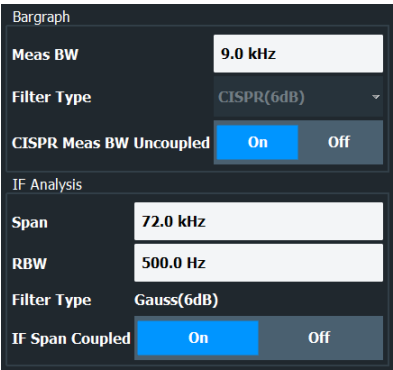 Bargraph
Meas BW 9.0 kHz
Filter Type CISPR(6dB)
CISPR Meas BW Uncoupled On Off
IF Analysis
Span 72.0 kHz
RBW 500.0 Hz
Filter Type Gauss(6dB)
IF Span Coupled On Off